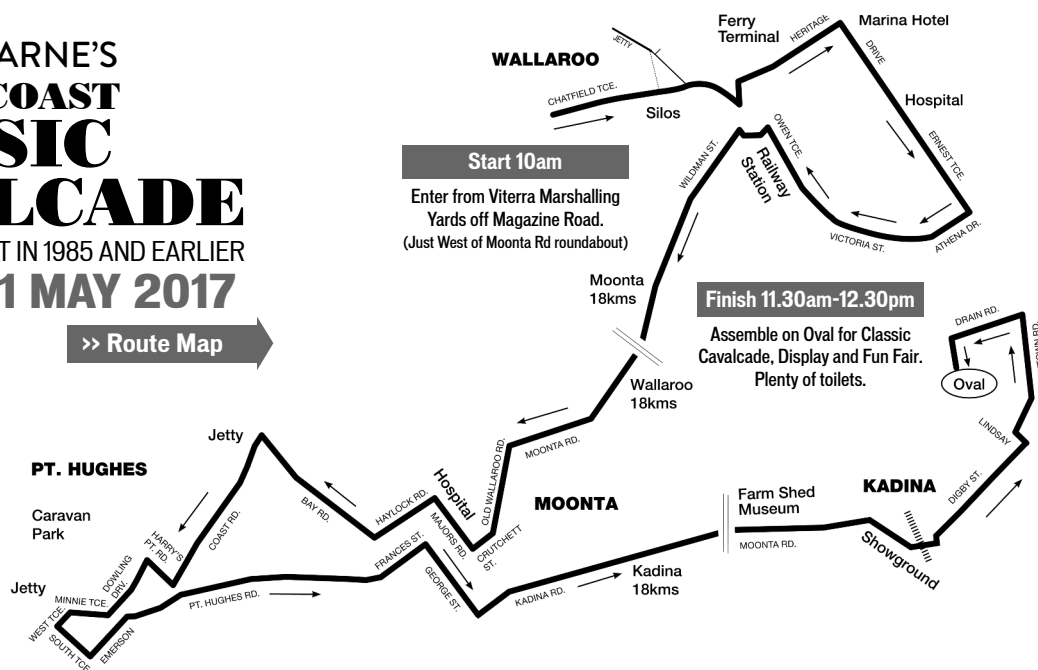 ARNE'S
COAST
SIC
LCADE
T IN 1985 AND EARLIER
1 MAY 2017
>> Route Map
WALLAROO
JETTY
CHATFIELD TCE.
Silos
Ferry
Terminal
HERITAGE
DRIVE
Marina Hotel
Hospital
ERNEST TCE.
ATHENA DR.
VICTORIA ST.
OWEN TCE.
Railway
Station
WILDMAN ST.
Start 10am
Enter from Viterra Marshalling
Yards off Magazine Road.
(Just West of Moonta Rd roundabout)
Moonta
18kms
Wallaroo
18kms
Finish 11.30am-12.30pm
Assemble on Oval for Classic
Cavalcade, Display and Fun Fair.
Plenty of toilets.
MOONTA RD.
OLD WALLAROO RD.
CRUTCHETT
ST.
MOONTA
Hospital
MAJORS RD.
HAYLOCK RD.
BAY RD.
Jetty
COAST RD.
PT. HUGHES
Caravan
Park
HARRY'S
PT. RD.
DOWLING
DRV.
Jetty
MINNIE TCE.
WEST TCE.
SOUTH TCE.
EMERSON
PT. HUGHES RD.
FRANCES ST.
GEORGE ST.
KADINA RD.
Kadina
18kms
Farm Shed
Museum
MOONTA RD.
KADINA
Showground
DIGBY ST.
LINDSAY
TOWN RD.
DRAIN RD.
Oval